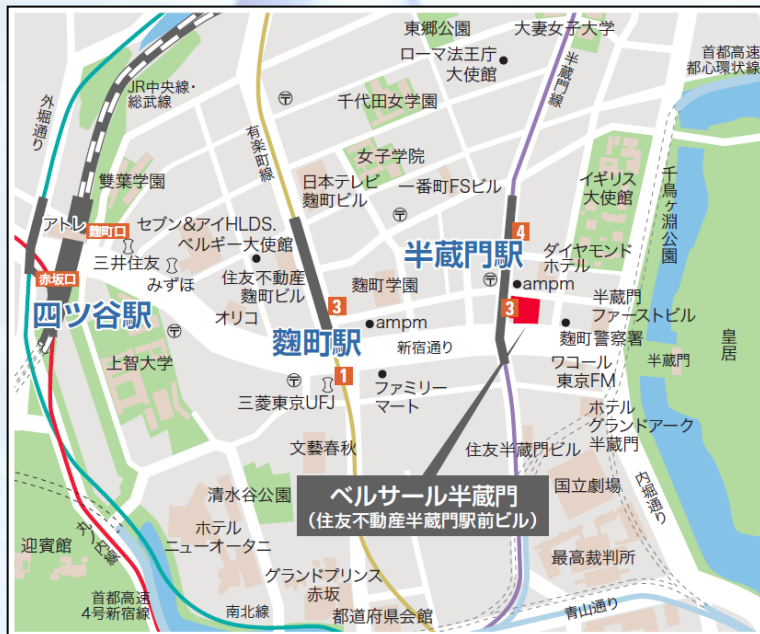 東郷公園
大妻女子大学
ローマ法王庁
大使館
首都高速
都心環状線
半蔵門線
外堀通り
JR中央線・
総武線
千代田女学園
有楽町線
女子学院
雙葉学園
日本テレビ
麴町ビル
一番町FSビル
イギリス
大使館
千鳥ヶ淵公園
アトレ
麴町口
セブン&アイHLDS.
ベルギー大使館
4
半蔵門駅
ダイヤモンド
ホテル
三井住友
みずほ
赤坂口
住友不動産
麴町ビル
麴町学園
ampm
四ツ谷駅
オリコ
3
3
半蔵門
ファーストビル
ampm
麴町駅
新宿通り
麴町警察署
皇居
上智大学
1
ワコール
東京FM
半蔵門
三菱東京UFJ
ファミリー
マート
ホテル
グランドアーク
半蔵門
文藝春秋
住友半蔵門ビル
内堀通り
ベルサール半蔵門
(住友不動産半蔵門駅前ビル)
清水谷公園
国立劇場
迎賓館
丸ノ内線
ホテル
ニューオータニ
最高裁判所
グランドプリンス
赤坂
首都高速
4号新宿線
南北線
都道府県会館
青山通り